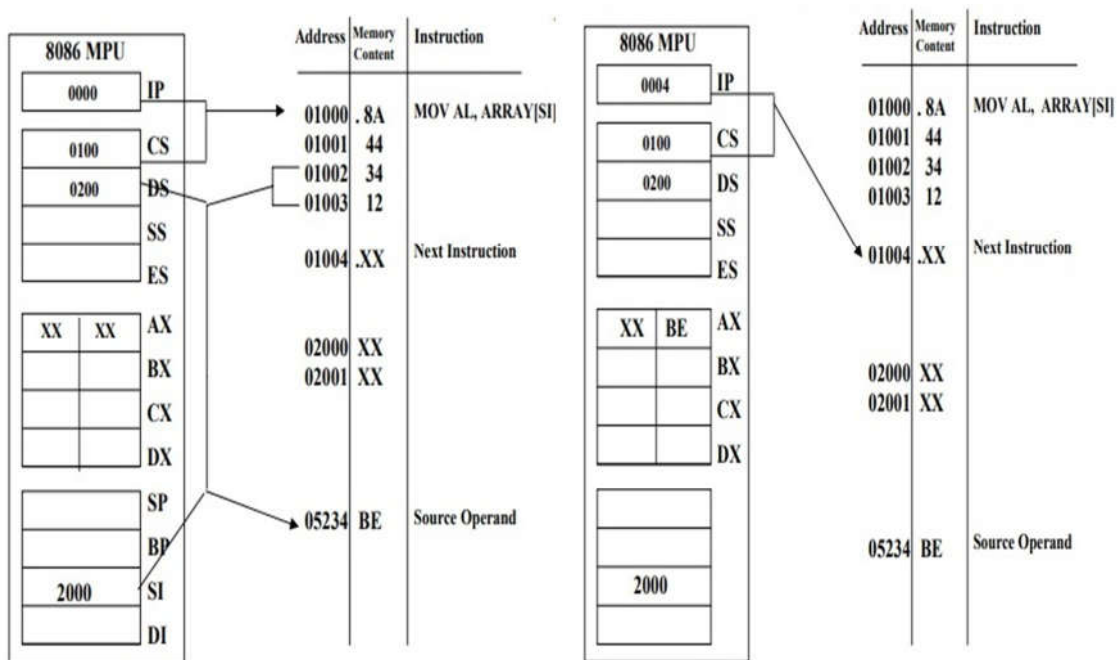 8086 MPU
0000 IP
0100 CS
0200 DS
SS
ES
XX XX AX
BX
CX
DX
SP
BP
2000 SI
DI
Address Memory Content Instruction
01000 . 8A MOV AL, ARRAY[SI]
01001 44
01002 34
01003 12
01004 .XX Next Instruction
02000 XX
02001 XX
05234 BE Source Operand
8086 MPU
0004 IP
0100 CS
0200 DS
SS
ES
XX BE AX
BX
CX
DX
2000
Address Memory Content Instruction
01000 . 8A MOV AL, ARRAY[SI]
01001 44
01002 34
01003 12
01004 .XX Next Instruction
02000 XX
02001 XX
05234 BE Source Operand